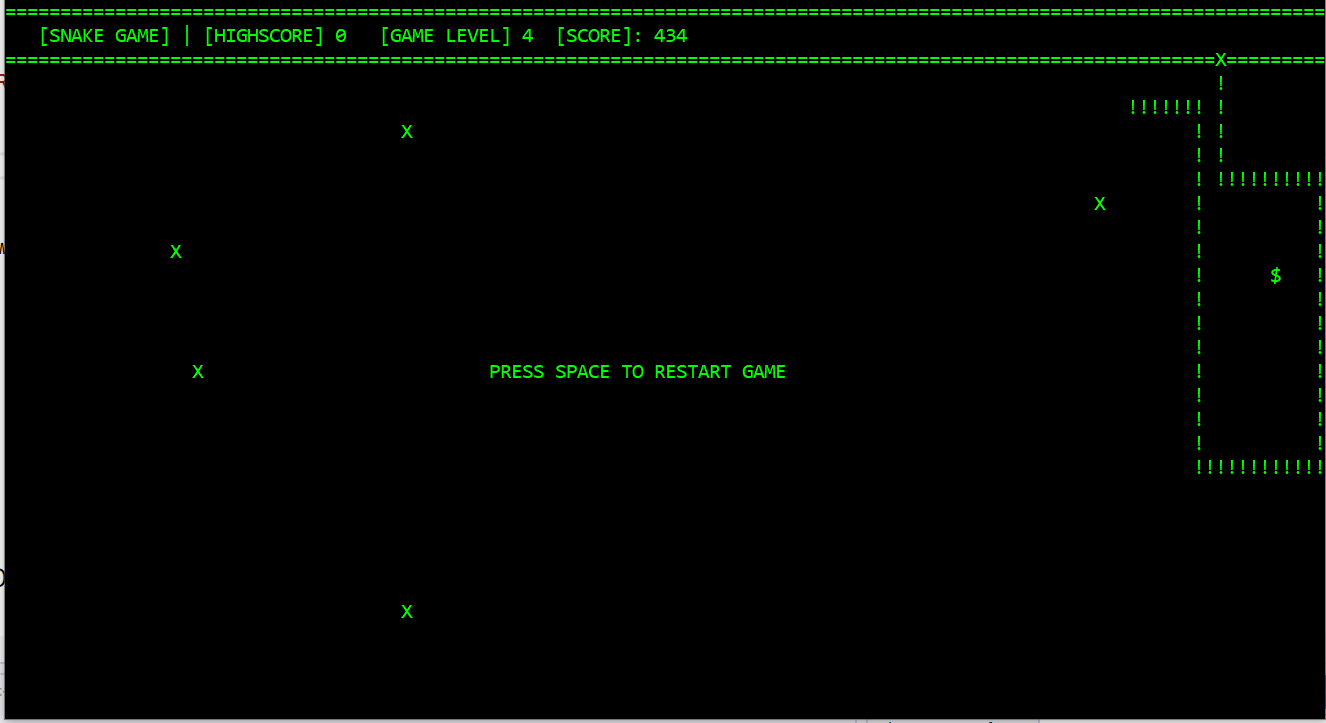 ========================================================================================================================
[SNAKE GAME] | [HIGHSCORE] 0 [GAME LEVEL] 4 [SCORE]: 434
==============================================================================================================X=========
!
!!!!!!! !
X ! !
! !
! !!!!!!!!!!
X ! !
! !
X ! !
! $ !
! !
! !
! !
X PRESS SPACE TO RESTART GAME ! !
! !
! !
! !
!!!!!!!!!!!!
X